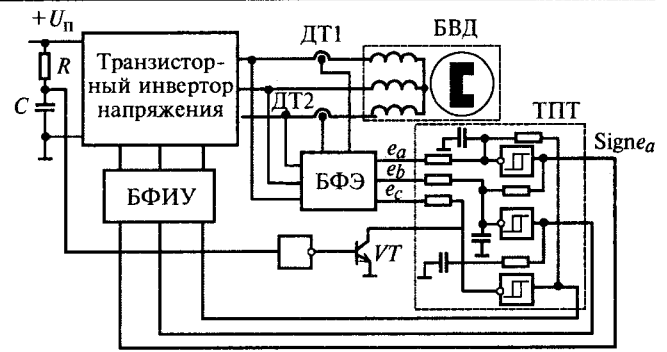 +Uп
R
C
Транзистор-
ный инвертор
напряжения
ДТ1
ДТ2
БВД
ТПТ
БФЭ
ea
eb
ec
Signea
БФИУ
VT